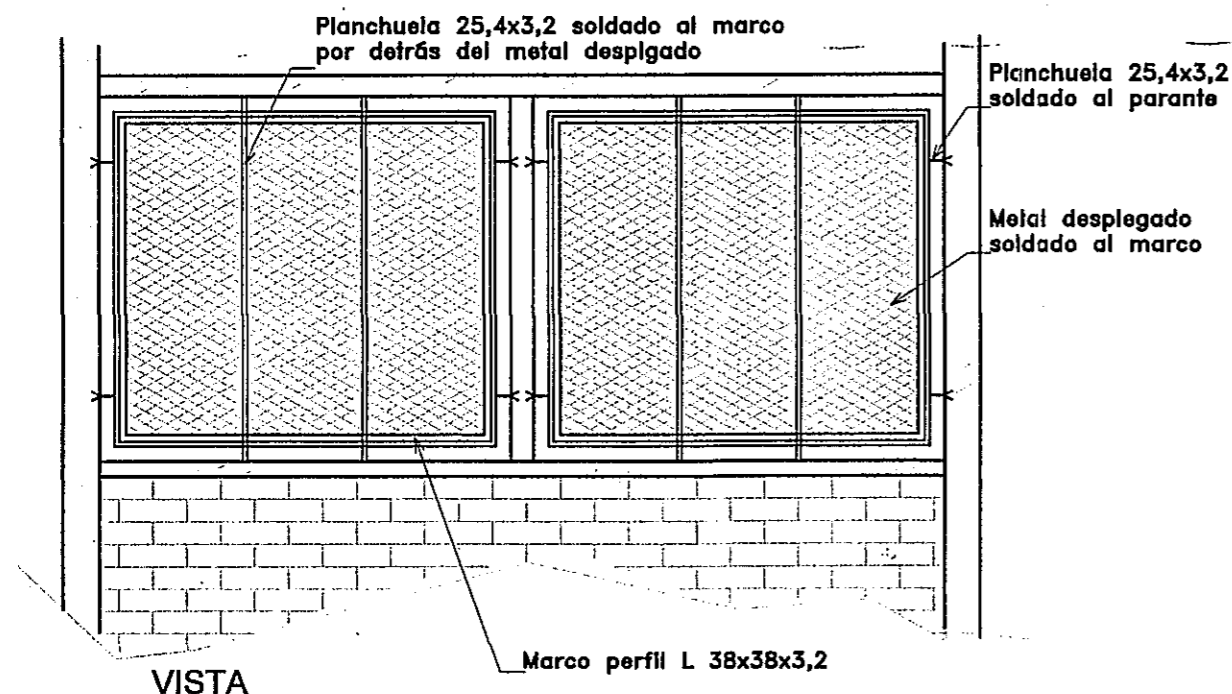 Planchuela 25,4x3,2 soldado al marco
por detrás del metal desplgado
Planchuela 25,4x3,2
soldado al parante
Metal desplegado
soldado al marco
Marco perfil L 38x38x3,2
VISTA